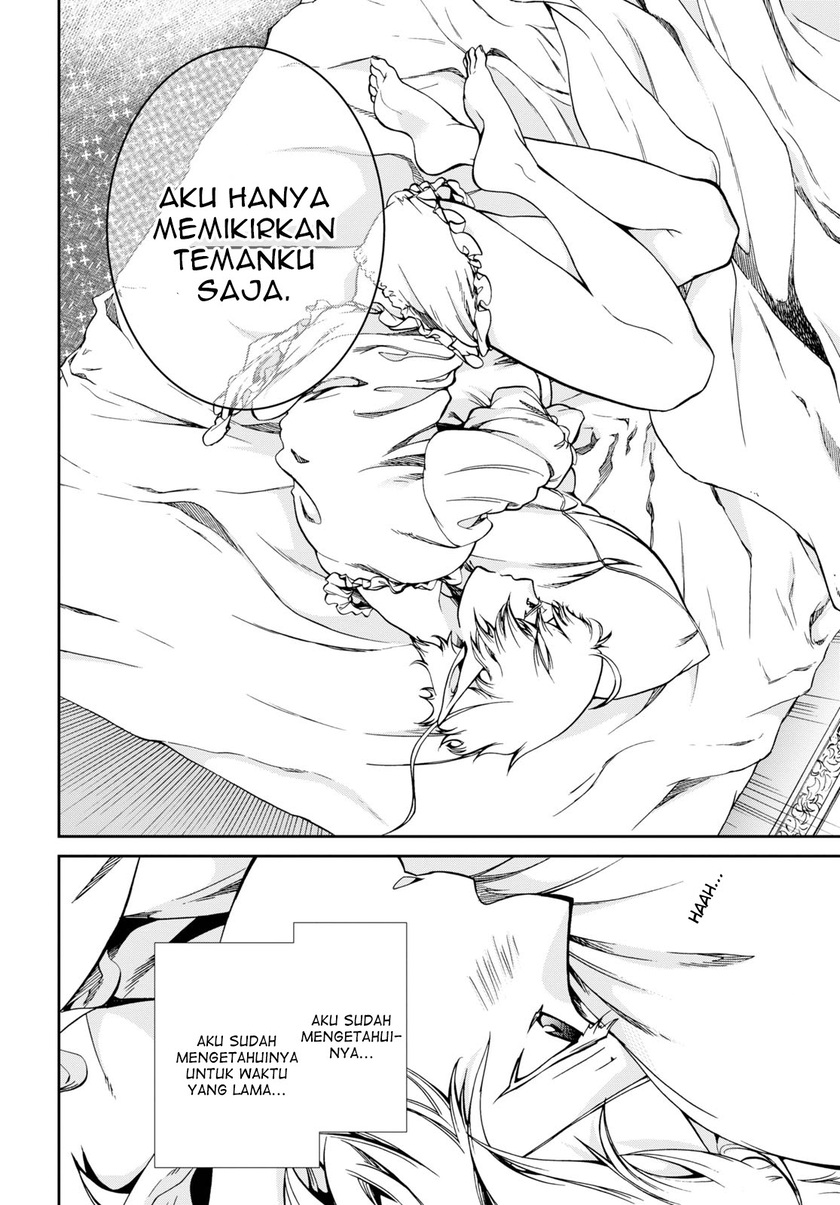 AKU HANYA
MEMIKIRKAN
TEMANKU
SAJA.
HAAH...
AKU SUDAH
MENGETAHUI-
NYA...
AKU SUDAH
MENGETAHUINYA
UNTUK WAKTU
YANG LAMA...